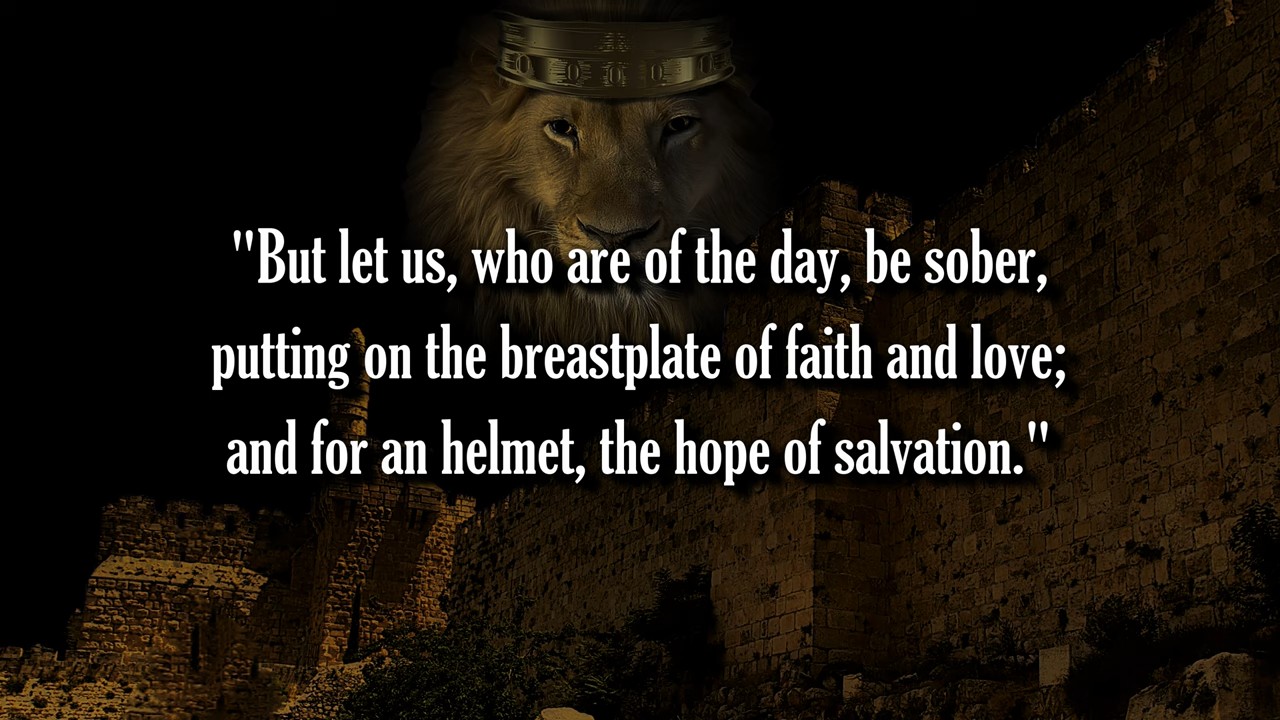 "But let us, who are of the day, be sober,
putting on the breastplate of faith and love;
and for an helmet, the hope of salvation."